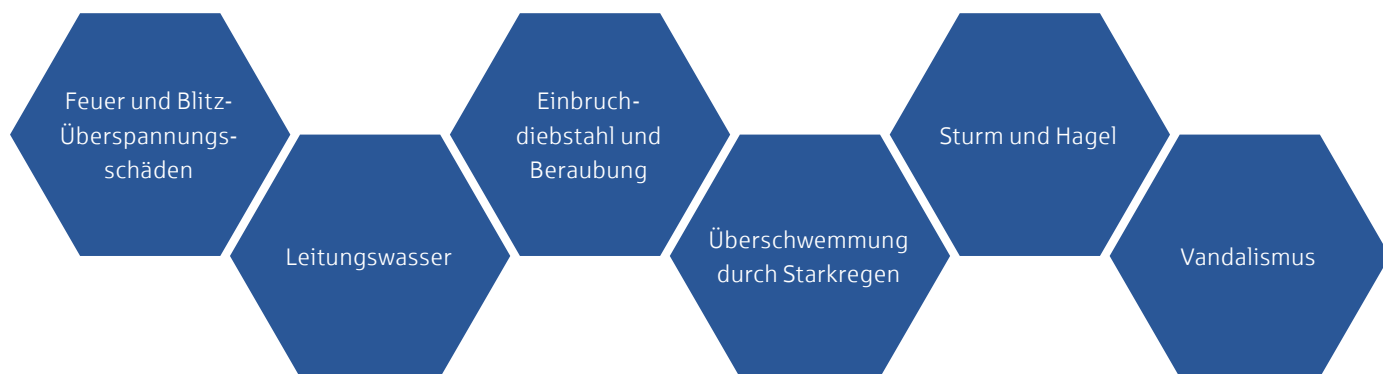 Feuer und Blitz-
Überspannungs-
schäden
Leitungswasser
Einbruch-
diebstahl und
Beraubung
Überschwemmung
durch Starkregen
Sturm und Hagel
Vandalismus